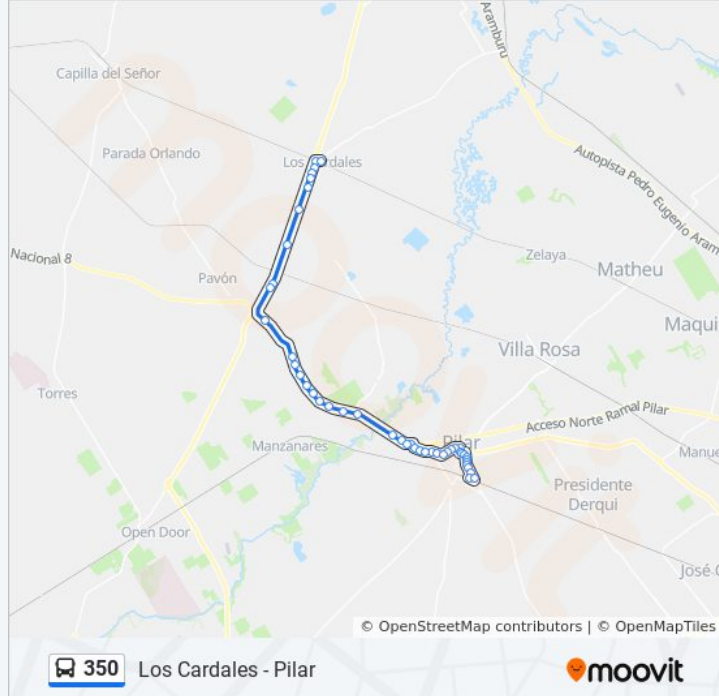 Aramburu
Capilla del Señor
Parada Orlando
Los Cardales
Autopista Pedro Eugenio Aram
Nacional 8
Zelaya
Matheu
Pavón
Maqui
Villa Rosa
Torres
Acceso Norte Ramal Pilar
Pilar
Manzanares
Manue
Presidente
Derqui
Open Door
José C
© OpenStreetMap contributors | © OpenMapTiles
350 Los Cardales - Pilar
moovit